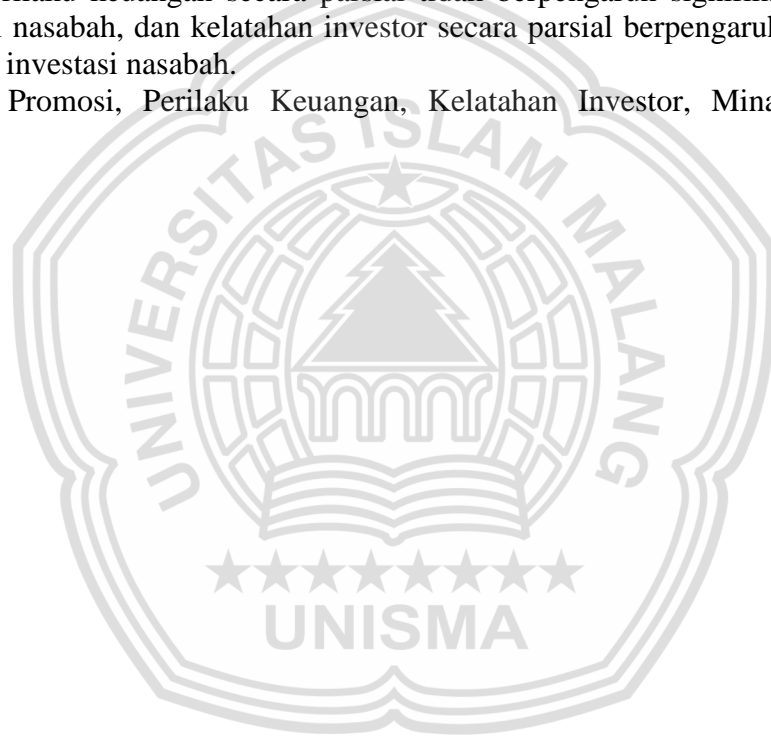 keuangan secara parsial tidak berpengaruh
nasabah, dan kelatahan investor secara parsial berpengaruh
investasi nasabah.
Promosi, Perilaku Keuangan, Kelatahan Investor, Mina
UNIVERSITAS ISLAM MALANG
UNISMA